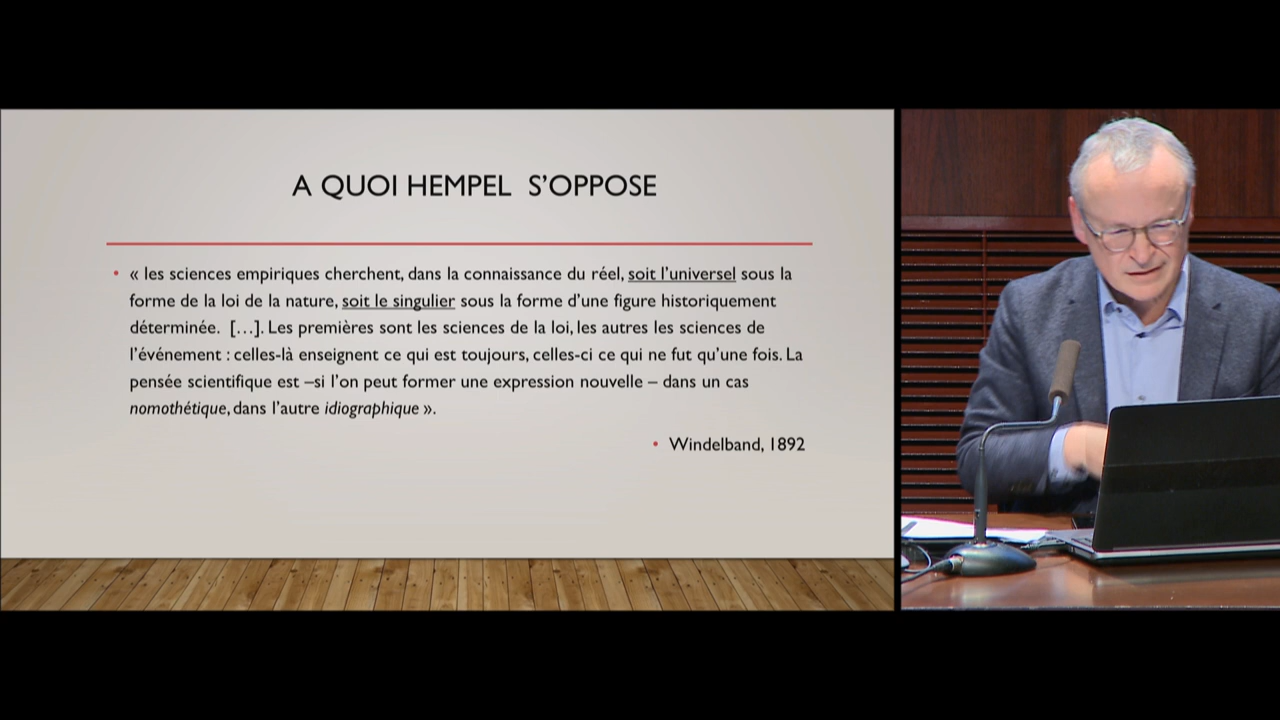 A QUOI HEMPEL S’OPPOSE
• « les sciences empiriques cherchent, dans la connaissance du réel, soit l’universel sous la
forme de la loi de la nature, soit le singulier sous la forme d’une figure historiquement
déterminée. […]. Les premières sont les sciences de la loi, les autres les sciences de
l’événement : celles-là enseignent ce qui est toujours, celles-ci ce qui ne fut qu’une fois. La
pensée scientifique est –si l’on peut former une expression nouvelle – dans un cas
nomothétique, dans l’autre idiographique ».
• Windelband, 1892